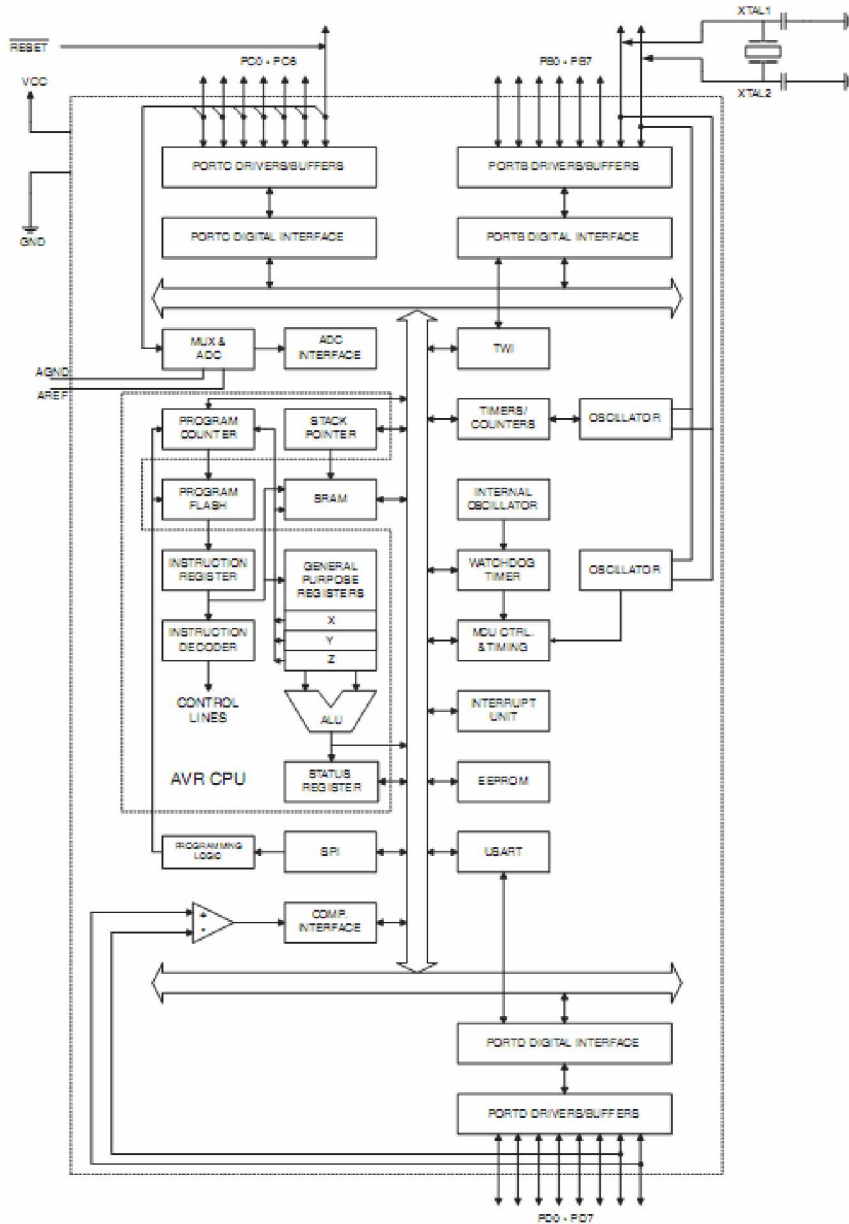 XTAL1
RESET
PC0 - PC6
PB0 - PB7
VCC
XTAL2
PORTC DRIVERS/BUFFERS
PORTB DRIVERS/BUFFERS
PORTC DIGITAL INTERFACE
PORTB DIGITAL INTERFACE
GND
MUX &
ADC
ADC
INTERFACE
TWI
AGND
AREF
PROGRAM
COUNTER
STACK
POINTER
TIMERS/
COUNTERS
OSCILLATOR
PROGRAM
FLASH
SRAM
INTERNAL
OSCILLATOR
INSTRUCTION
REGISTER
GENERAL
PURPOSE
REGISTERS
WATCHDOG
TIMER
OSCILLATOR
X
INSTRUCTION
DECODER
Y
MCU CTRL.
& TIMING
Z
CONTROL
LINES
INTERRUPT
UNIT
ALU
AVR CPU
STATUS
REGISTER
EEPROM
PROGRAMMING
LOGIC
SPI
USART
+
-
COMP.
INTERFACE
PORTD DIGITAL INTERFACE
PORTD DRIVERS/BUFFERS
PD0 - PD7